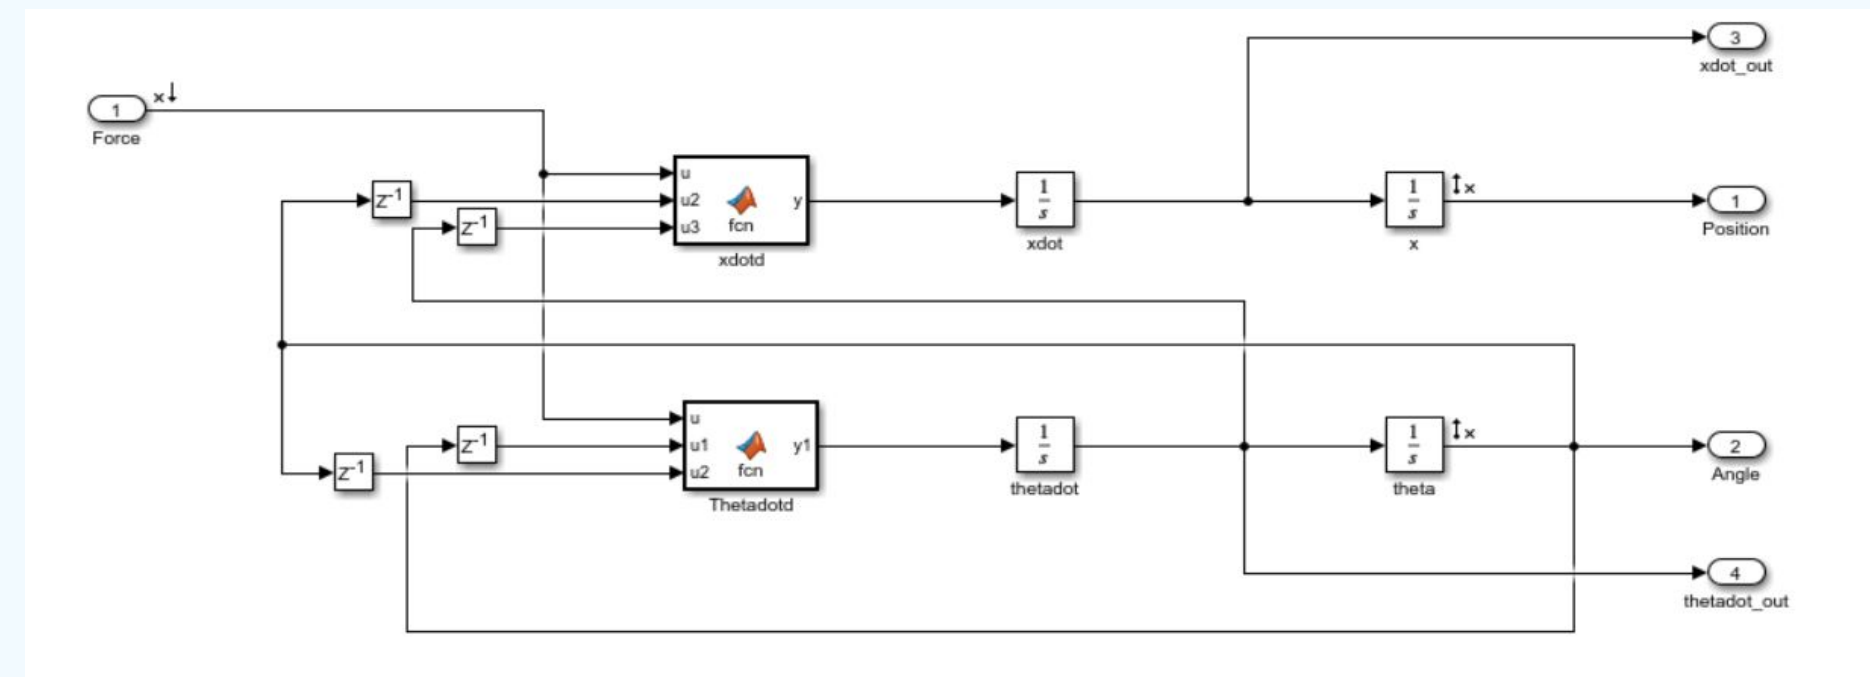 3
xdot_out
x↓
1
Force
u
z-1
u2
fcn
y
z-1
u3
xdotd
1
s
xdot
1
s
↕x
x
1
Position
u
z-1
u1
fcn
y1
z-1
u2
Thetadotd
1
s
thetadot
1
s
↕x
theta
2
Angle
4
thetadot_out